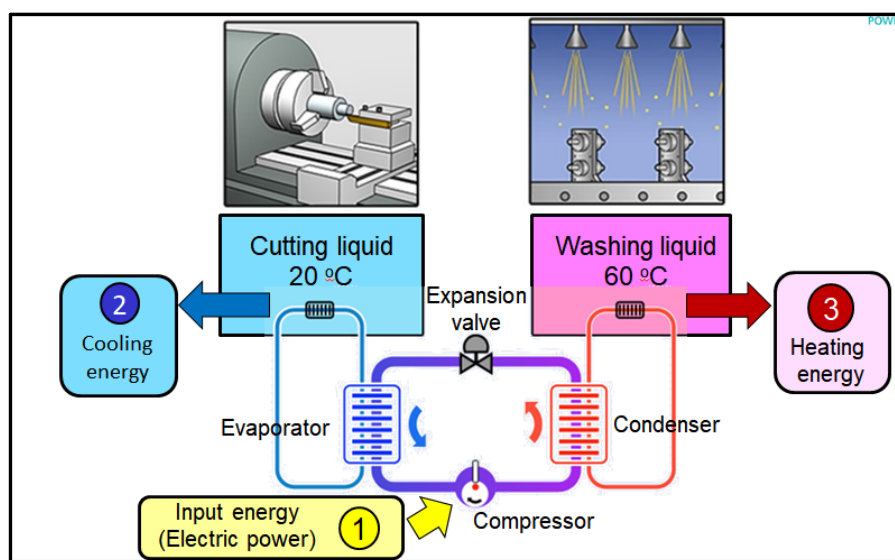 POWE
Cutting liquid
20 ºC
Washing liquid
60 ºC
2
Cooling
energy
Expansion
valve
3
Heating
energy
Evaporator
Condenser
Input energy
(Electric power)
1
Compressor